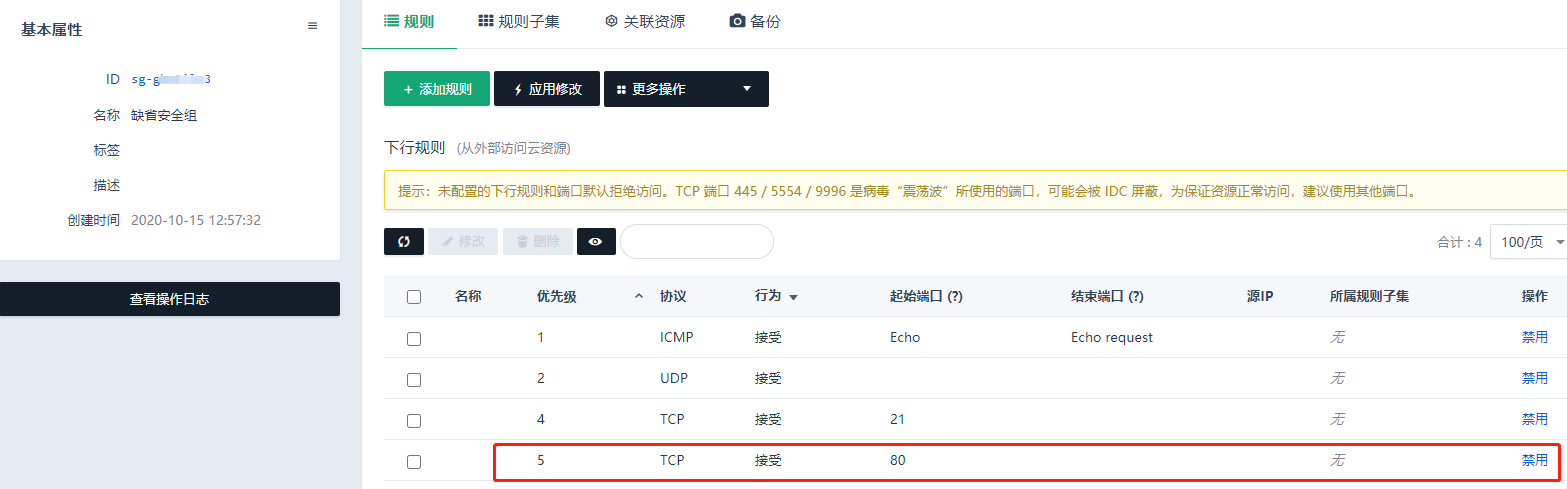 基本属性
ID
名称 缺省安全组
标签
描述
创建时间 2020-10-15 12:57:32
查看操作日志
规则 规则子集 关联资源 备份
+ 添加规则 应用修改 更多操作
下行规则 (从外部访问云资源)
提示：未配置的下行规则和端口默认拒绝访问。TCP 端口 445 / 5554 / 9996 是病毒“震荡波”所使用的端口，可能会被 IDC 屏蔽，为保证资源正常访问，建议使用其他端口。
修改 删除 合计 : 4 100/页
名称 优先级 协议 行为 起始端口 (?) 结束端口 (?) 源IP 所属规则子集 操作
1 ICMP 接受 Echo Echo request 无 禁用
2 UDP 接受 无 禁用
4 TCP 接受 21 无 禁用
5 TCP 接受 80 无 禁用